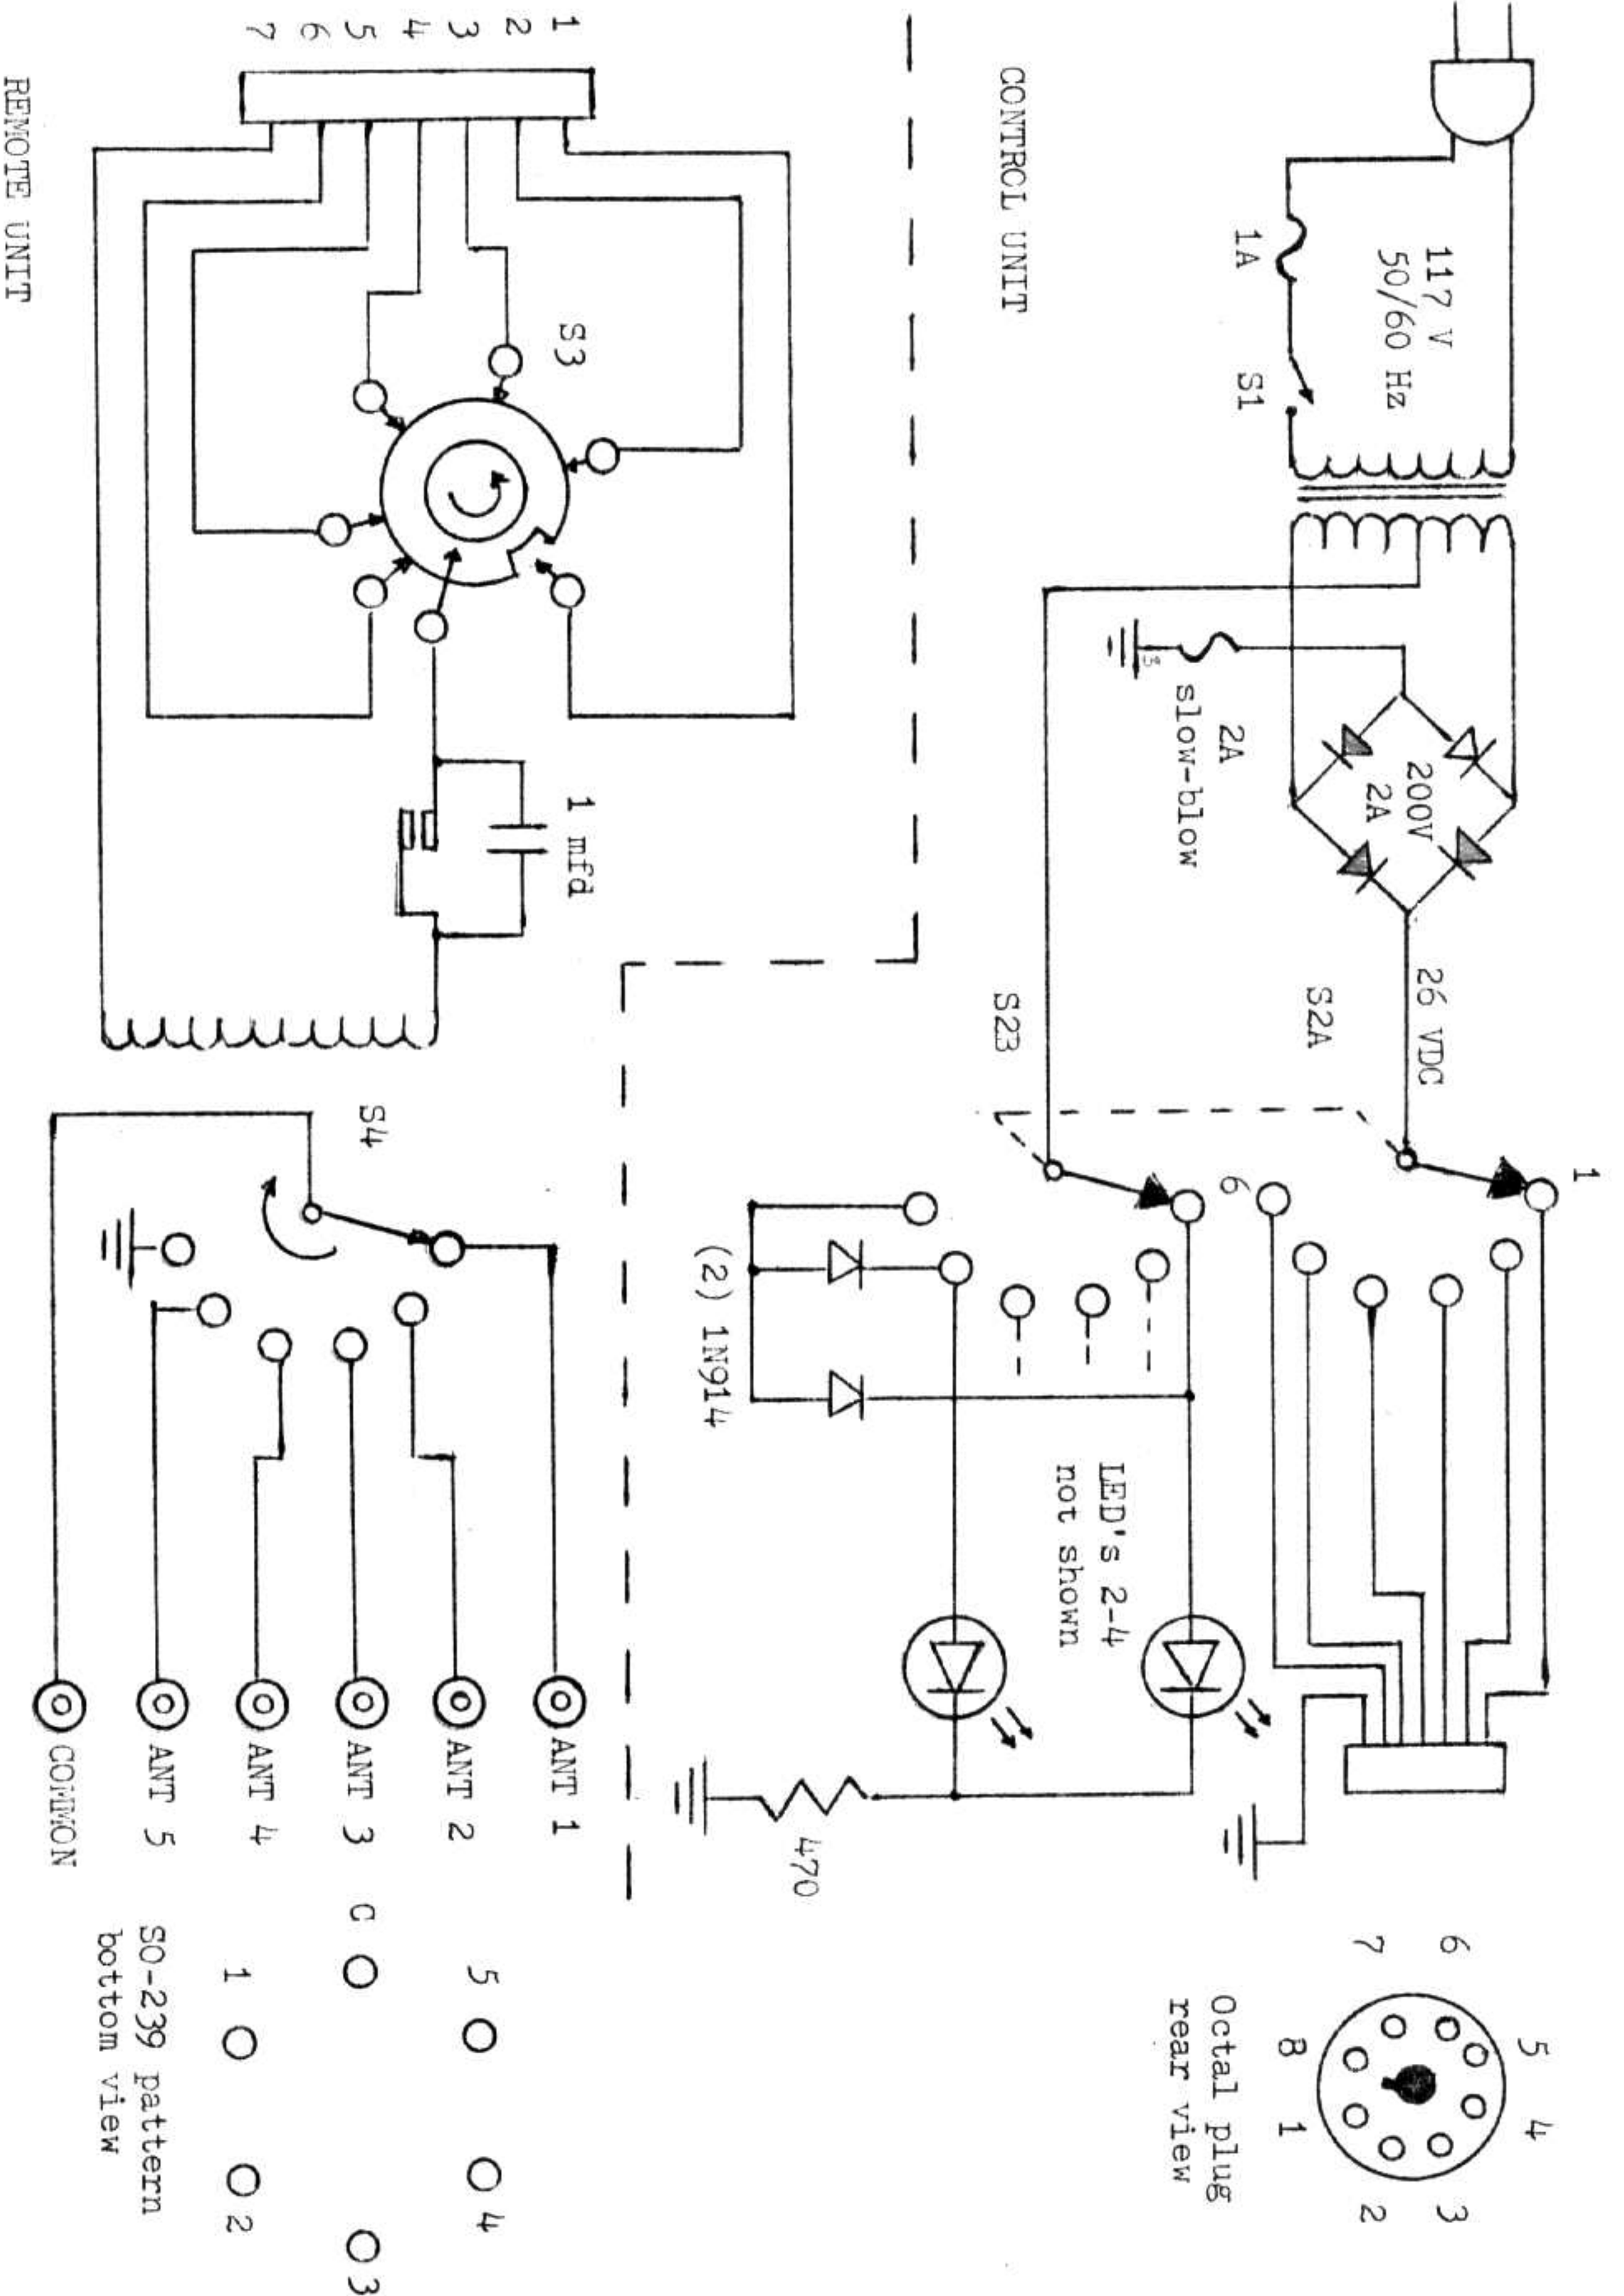 117 V
50/60 Hz
1A
S1
2A
slow-blow
200V
2A
26 VDC
S2A
S2B
1
6
LED's 2-4
not shown
(2) 1N914
470
CONTROL UNIT
6
7
5
4
8
1
3
2
Octal plug
rear view
1
2
3
4
5
6
7
S3
1 mfd
S4
ANT 1
ANT 2
ANT 3
ANT 4
ANT 5
COMMON
REMOTE UNIT
5
4
C
3
1
2
SO-239 pattern
bottom view